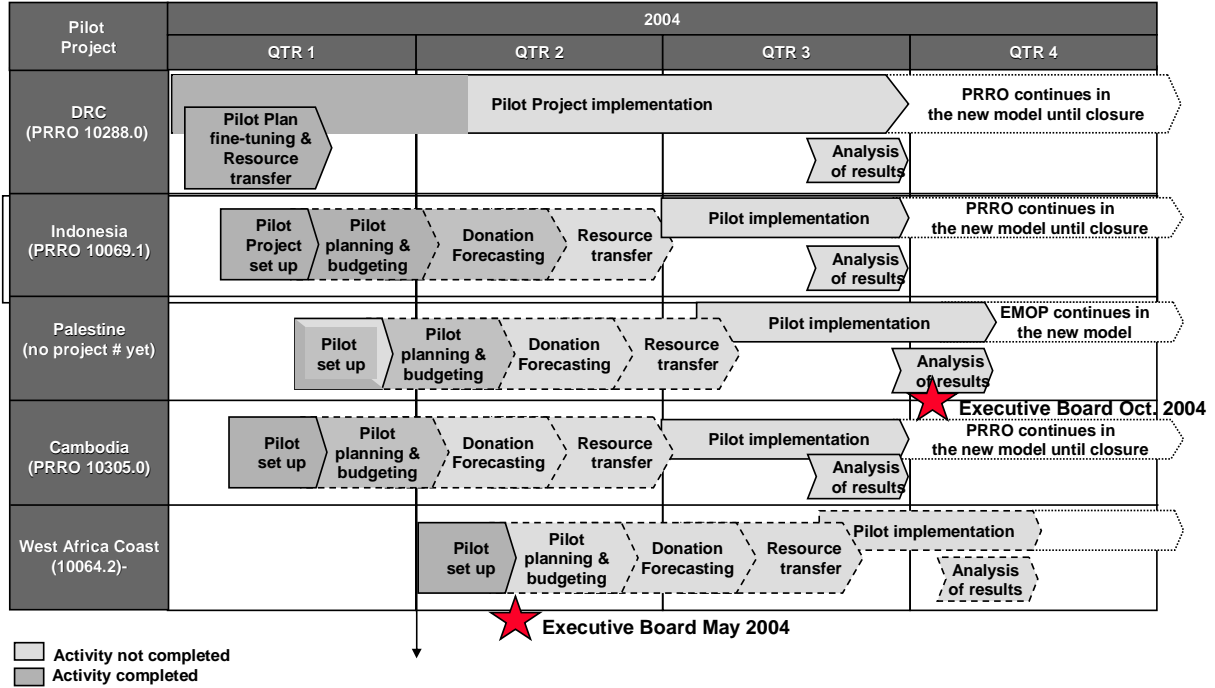 Pilot
Project
2004
QTR 1
QTR 2
QTR 3
QTR 4
DRC
(PRRO 10288.0)
Pilot Project implementation
PRRO continues in
the new model until closure
Pilot Plan
fine-tuning &
Resource
transfer
Analysis
of results
Indonesia
(PRRO 10069.1)
Pilot
Project
set up
Pilot
planning &
budgeting
Donation
Forecasting
Resource
transfer
Pilot implementation
PRRO continues in
the new model until closure
Analysis
of results
Palestine
(no project # yet)
Pilot
set up
Pilot
planning &
budgeting
Donation
Forecasting
Resource
transfer
Pilot implementation
EMOP continues in
the new model
Analysis
of results
Executive Board Oct. 2004
Cambodia
(PRRO 10305.0)
Pilot
set up
Pilot
planning &
budgeting
Donation
Forecasting
Resource
transfer
Pilot implementation
PRRO continues in
the new model until closure
Analysis
of results
West Africa Coast
(10064.2)-
Pilot
set up
Pilot
planning &
budgeting
Donation
Forecasting
Resource
transfer
Pilot implementation
Analysis
of results
Executive Board May 2004
Activity not completed
Activity completed